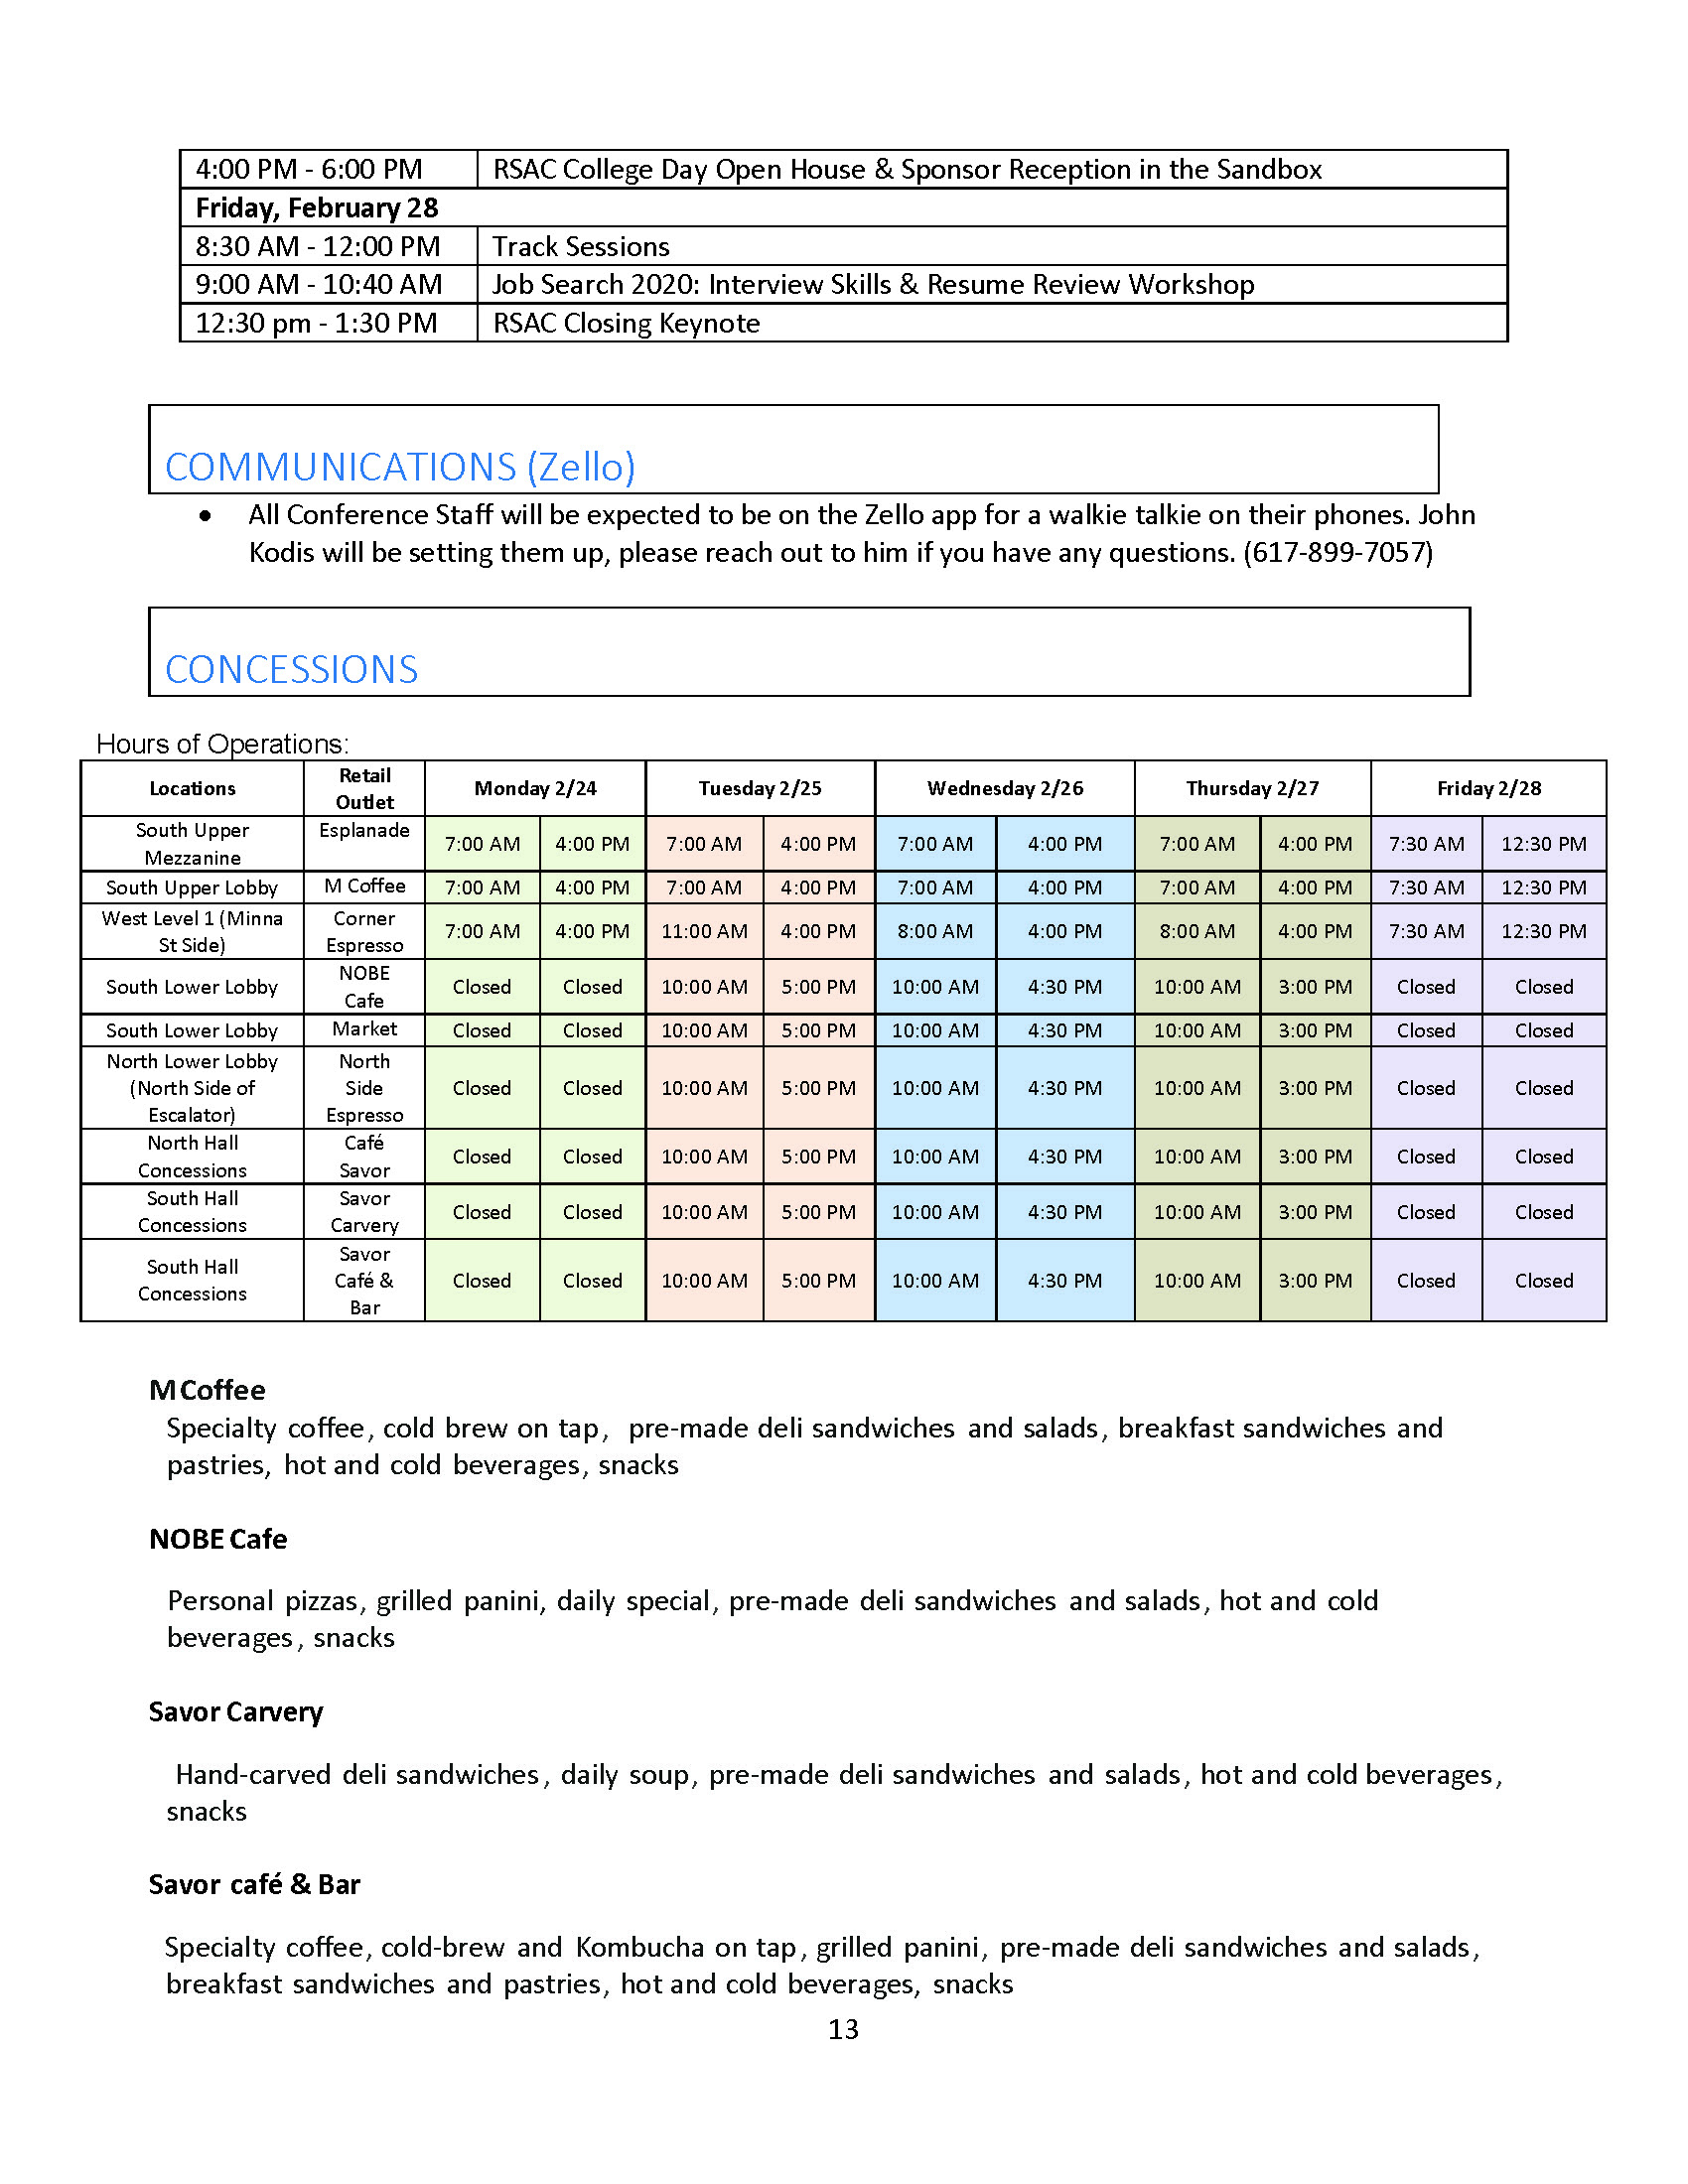 4:00 PM - 6:00 PM RSAC College Day Open House & Sponsor Reception in the Sandbox
Friday, February 28
8:30 AM - 12:00 PM Track Sessions
9:00 AM - 10:40 AM Job Search 2020: Interview Skills & Resume Review Workshop
12:30 pm - 1:30 PM RSAC Closing Keynote
COMMUNICATIONS (Zello)
• All Conference Staff will be expected to be on the Zello app for a walkie talkie on their phones. John
Kodis will be setting them up, please reach out to him if you have any questions. (617-899-7057)
CONCESSIONS
Hours of Operations:
Locations Retail Outlet Monday 2/24 Tuesday 2/25 Wednesday 2/26 Thursday 2/27 Friday 2/28
South Upper Mezzanine Esplanade 7:00 AM 4:00 PM 7:00 AM 4:00 PM 7:00 AM 4:00 PM 7:00 AM 4:00 PM 7:30 AM 12:30 PM
South Upper Lobby M Coffee 7:00 AM 4:00 PM 7:00 AM 4:00 PM 7:00 AM 4:00 PM 7:00 AM 4:00 PM 7:30 AM 12:30 PM
West Level 1 (Minna St Side) Corner Espresso 7:00 AM 4:00 PM 11:00 AM 4:00 PM 8:00 AM 4:00 PM 8:00 AM 4:00 PM 7:30 AM 12:30 PM
South Lower Lobby NOBE Cafe Closed Closed 10:00 AM 5:00 PM 10:00 AM 4:30 PM 10:00 AM 3:00 PM Closed Closed
South Lower Lobby Market Closed Closed 10:00 AM 5:00 PM 10:00 AM 4:30 PM 10:00 AM 3:00 PM Closed Closed
North Lower Lobby (North Side of Escalator) North Side Espresso Closed Closed 10:00 AM 5:00 PM 10:00 AM 4:30 PM 10:00 AM 3:00 PM Closed Closed
North Hall Concessions Café Savor Closed Closed 10:00 AM 5:00 PM 10:00 AM 4:30 PM 10:00 AM 3:00 PM Closed Closed
South Hall Concessions Savor Carvery Closed Closed 10:00 AM 5:00 PM 10:00 AM 4:30 PM 10:00 AM 3:00 PM Closed Closed
South Hall Concessions Savor Café & Bar Closed Closed 10:00 AM 5:00 PM 10:00 AM 4:30 PM 10:00 AM 3:00 PM Closed Closed
M Coffee
Specialty coffee, cold brew on tap, pre-made deli sandwiches and salads, breakfast sandwiches and
pastries, hot and cold beverages, snacks
NOBE Cafe
Personal pizzas, grilled panini, daily special, pre-made deli sandwiches and salads, hot and cold
beverages, snacks
Savor Carvery
Hand-carved deli sandwiches, daily soup, pre-made deli sandwiches and salads, hot and cold beverages,
snacks
Savor café & Bar
Specialty coffee, cold-brew and Kombucha on tap, grilled panini, pre-made deli sandwiches and salads,
breakfast sandwiches and pastries, hot and cold beverages, snacks
13